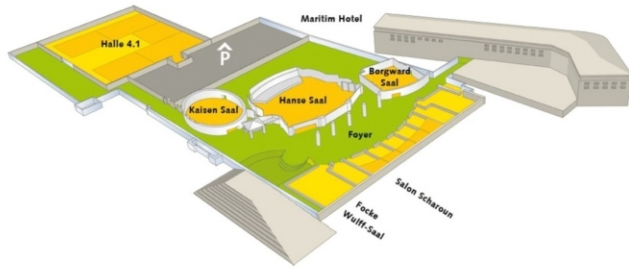 Maritim Hotel
Halle 4.1
P
Borgward
Saal
Kaisen Saal
Hanse Saal
Foyer
Salon Scharoun
Focke
Wulff-Saal